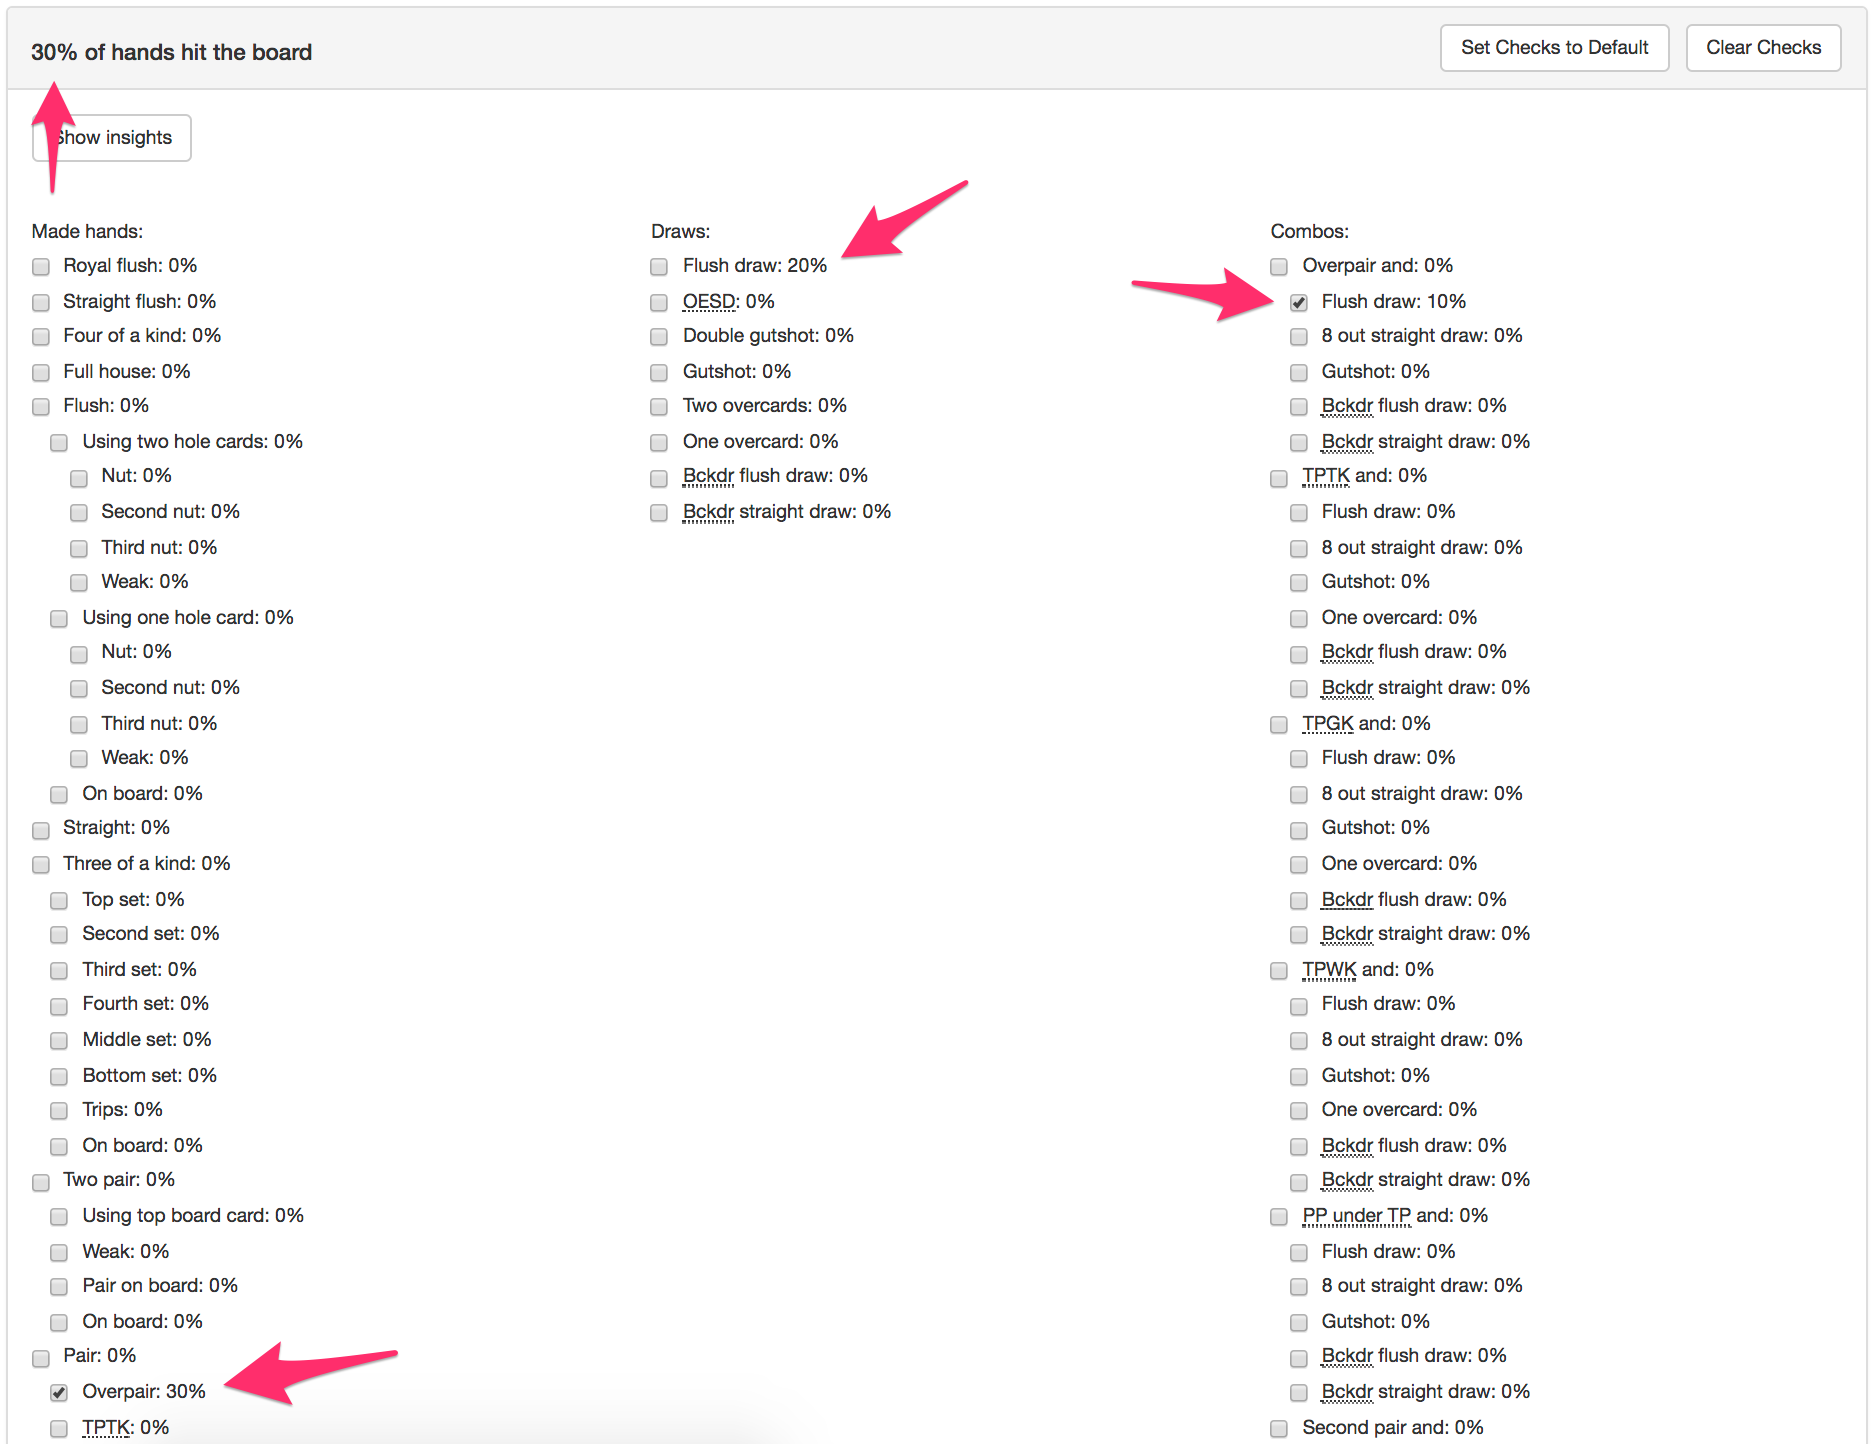 30% of hands hit the board
Set Checks to Default
Clear Checks
Show insights
Made hands:
Royal flush: 0%
Straight flush: 0%
Four of a kind: 0%
Full house: 0%
Flush: 0%
Using two hole cards: 0%
Nut: 0%
Second nut: 0%
Third nut: 0%
Weak: 0%
Using one hole card: 0%
Nut: 0%
Second nut: 0%
Third nut: 0%
Weak: 0%
On board: 0%
Straight: 0%
Three of a kind: 0%
Top set: 0%
Second set: 0%
Third set: 0%
Fourth set: 0%
Middle set: 0%
Bottom set: 0%
Trips: 0%
On board: 0%
Two pair: 0%
Using top board card: 0%
Weak: 0%
Pair on board: 0%
On board: 0%
Pair: 0%
Overpair: 30%
TPTK: 0%
Draws:
Flush draw: 20%
OESD: 0%
Double gutshot: 0%
Gutshot: 0%
Two overcards: 0%
One overcard: 0%
Bckdr flush draw: 0%
Bckdr straight draw: 0%
Combos:
Overpair and: 0%
Flush draw: 10%
8 out straight draw: 0%
Gutshot: 0%
Bckdr flush draw: 0%
Bckdr straight draw: 0%
TPTK and: 0%
Flush draw: 0%
8 out straight draw: 0%
Gutshot: 0%
One overcard: 0%
Bckdr flush draw: 0%
Bckdr straight draw: 0%
TPGK and: 0%
Flush draw: 0%
8 out straight draw: 0%
Gutshot: 0%
One overcard: 0%
Bckdr flush draw: 0%
Bckdr straight draw: 0%
TPWK and: 0%
Flush draw: 0%
8 out straight draw: 0%
Gutshot: 0%
One overcard: 0%
Bckdr flush draw: 0%
Bckdr straight draw: 0%
PP under TP and: 0%
Flush draw: 0%
8 out straight draw: 0%
Gutshot: 0%
Bckdr flush draw: 0%
Bckdr straight draw: 0%
Second pair and: 0%